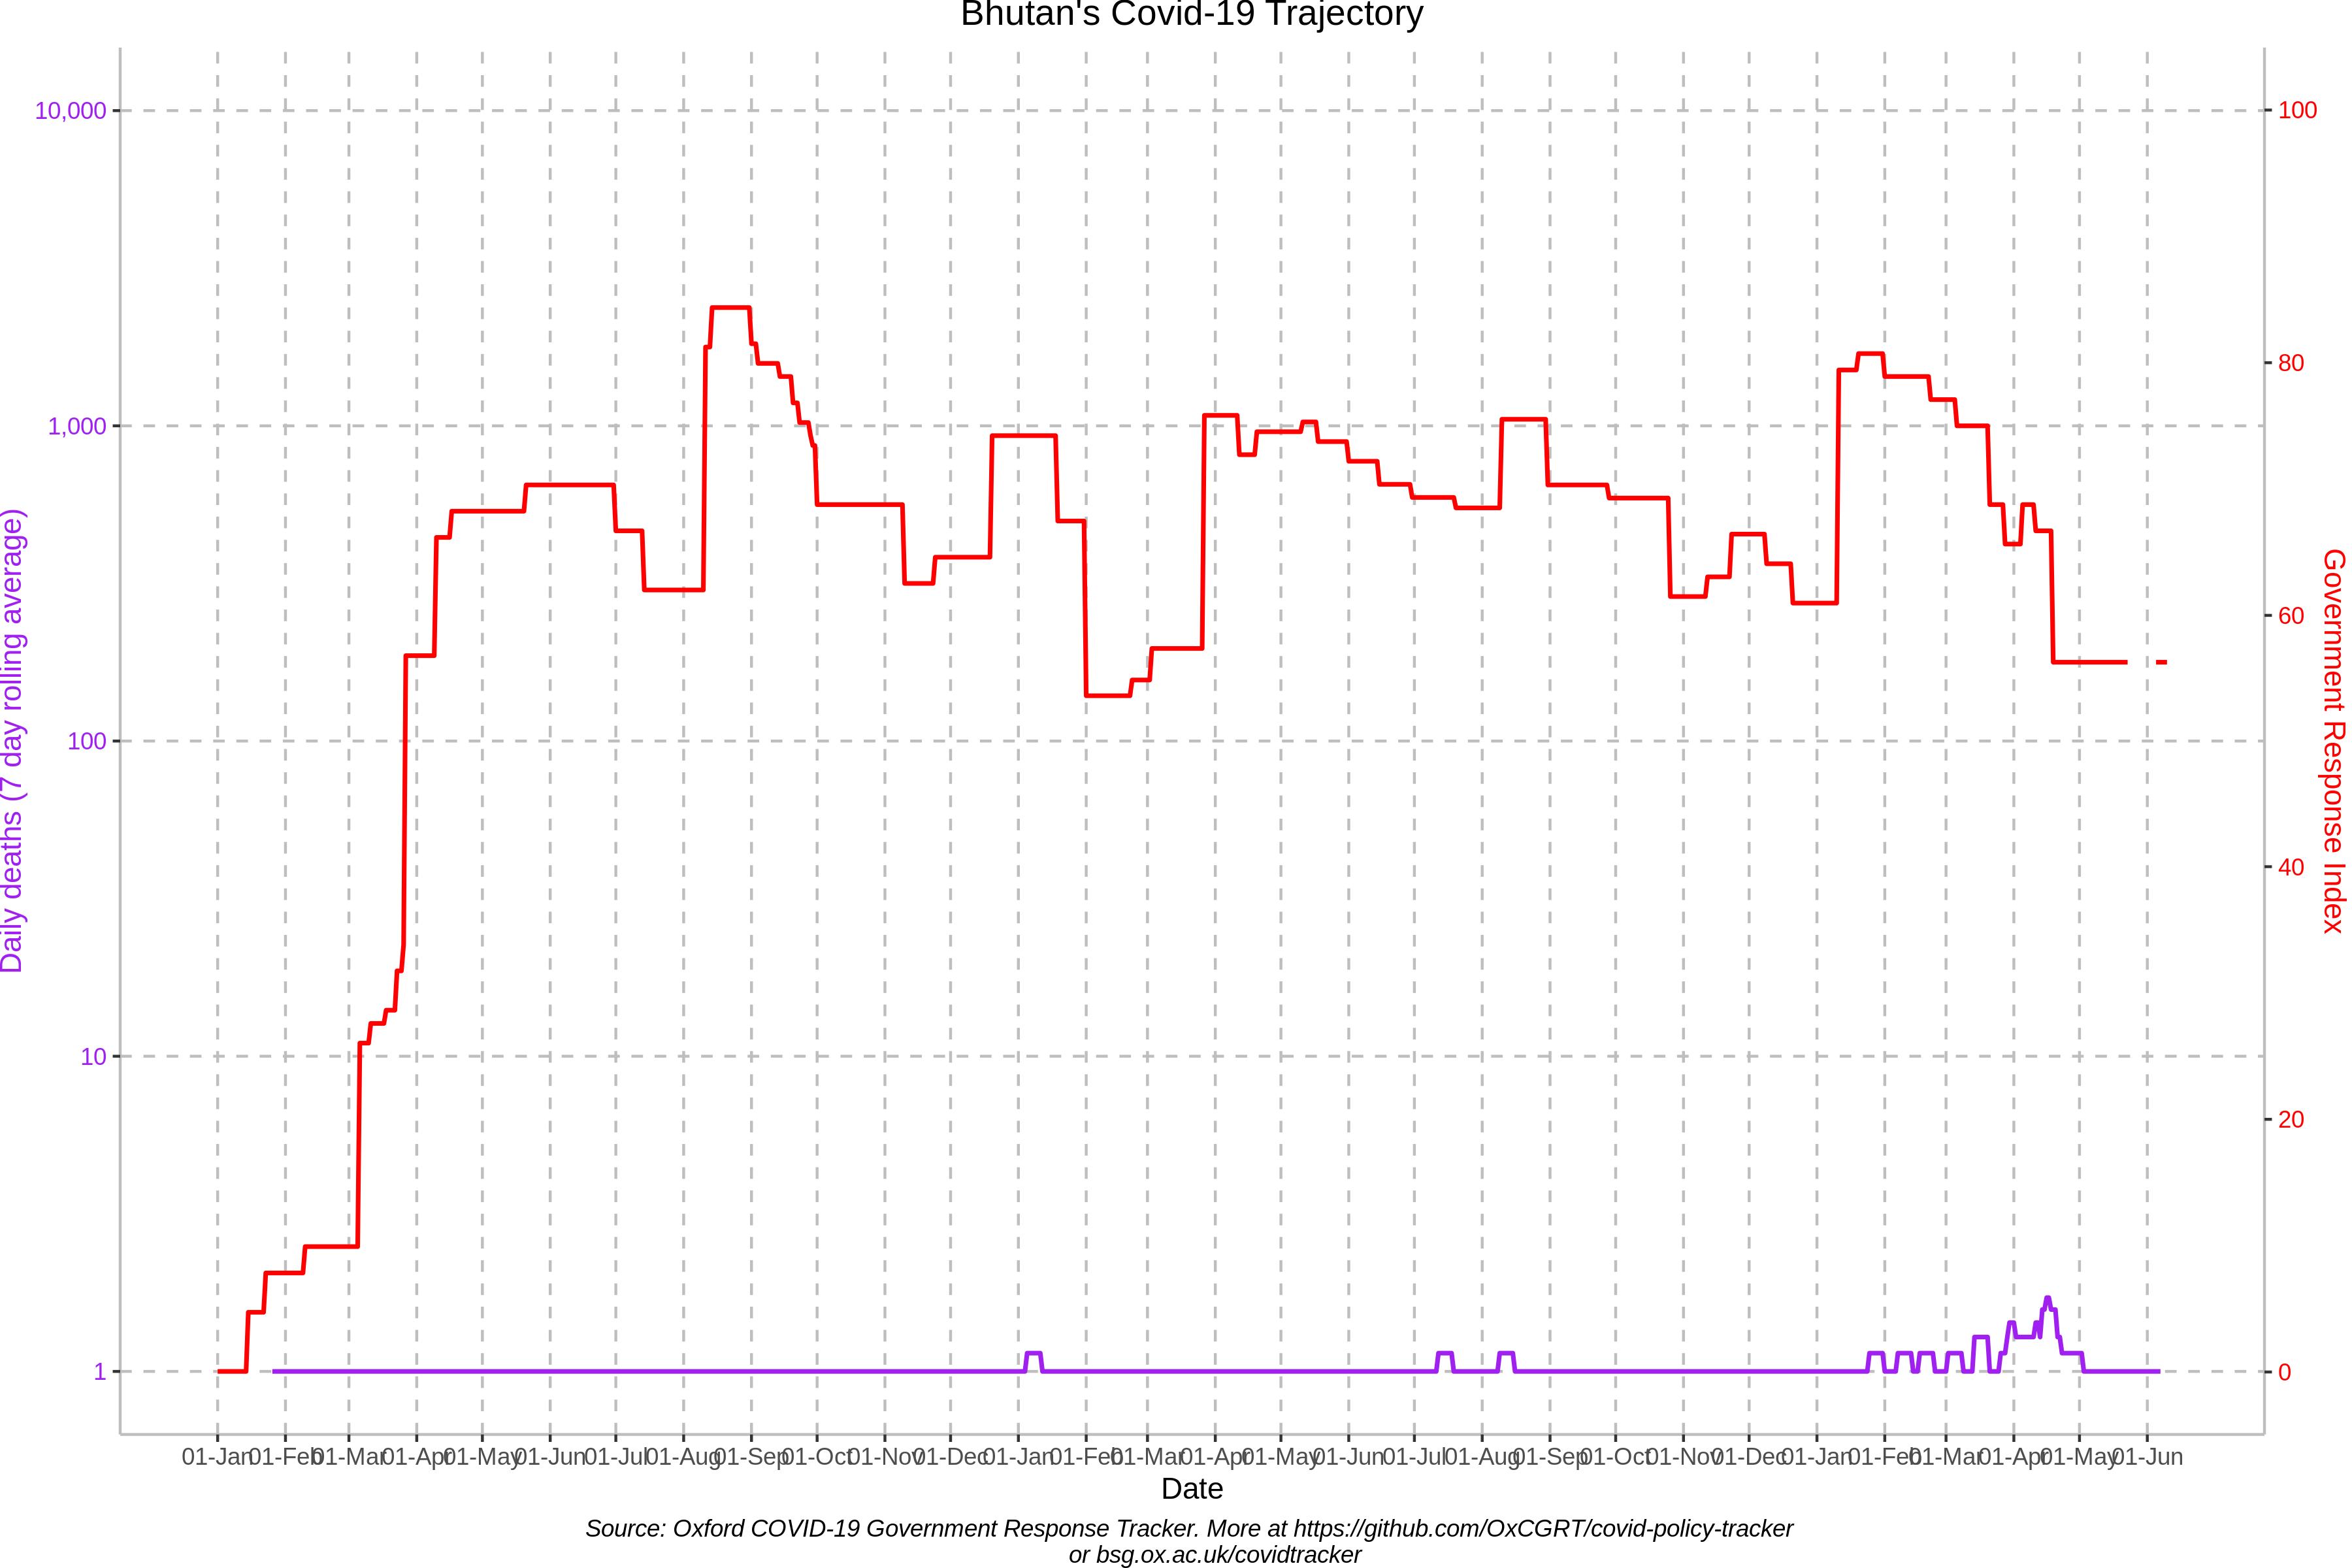 Bhutan's Covid-19 Trajectory
10,000
1,000
100
10
1
Daily deaths (7 day rolling average)
100
80
60
40
20
0
Government Response Index
01-Jan 01-Feb 01-Mar 01-Apr 01-May 01-Jun 01-Jul 01-Aug 01-Sep 01-Oct 01-Nov 01-Dec 01-Jan 01-Feb 01-Mar 01-Apr 01-May 01-Jun 01-Jul 01-Aug 01-Sep 01-Oct 01-Nov 01-Dec 01-Jan 01-Feb 01-Mar 01-Apr 01-May 01-Jun
Date
Source: Oxford COVID-19 Government Response Tracker. More at https://github.com/OxCGRT/covid-policy-tracker
or bsg.ox.ac.uk/covidtracker